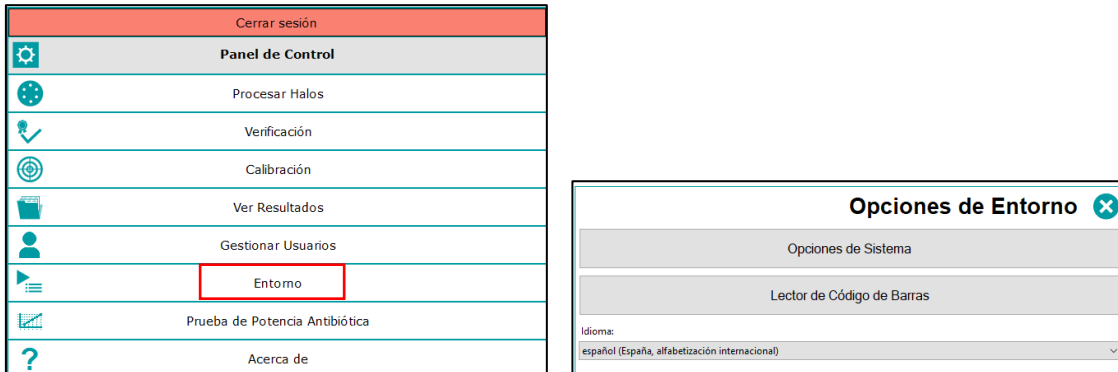 Cerrar sesión
Panel de Control
Procesar Halos
Verificación
Calibración
Ver Resultados
Gestionar Usuarios
Entorno
Prueba de Potencia Antibiótica
Acerca de
Opciones de Entorno
Opciones de Sistema
Lector de Código de Barras
Idioma:
español (España, alfabetización internacional)